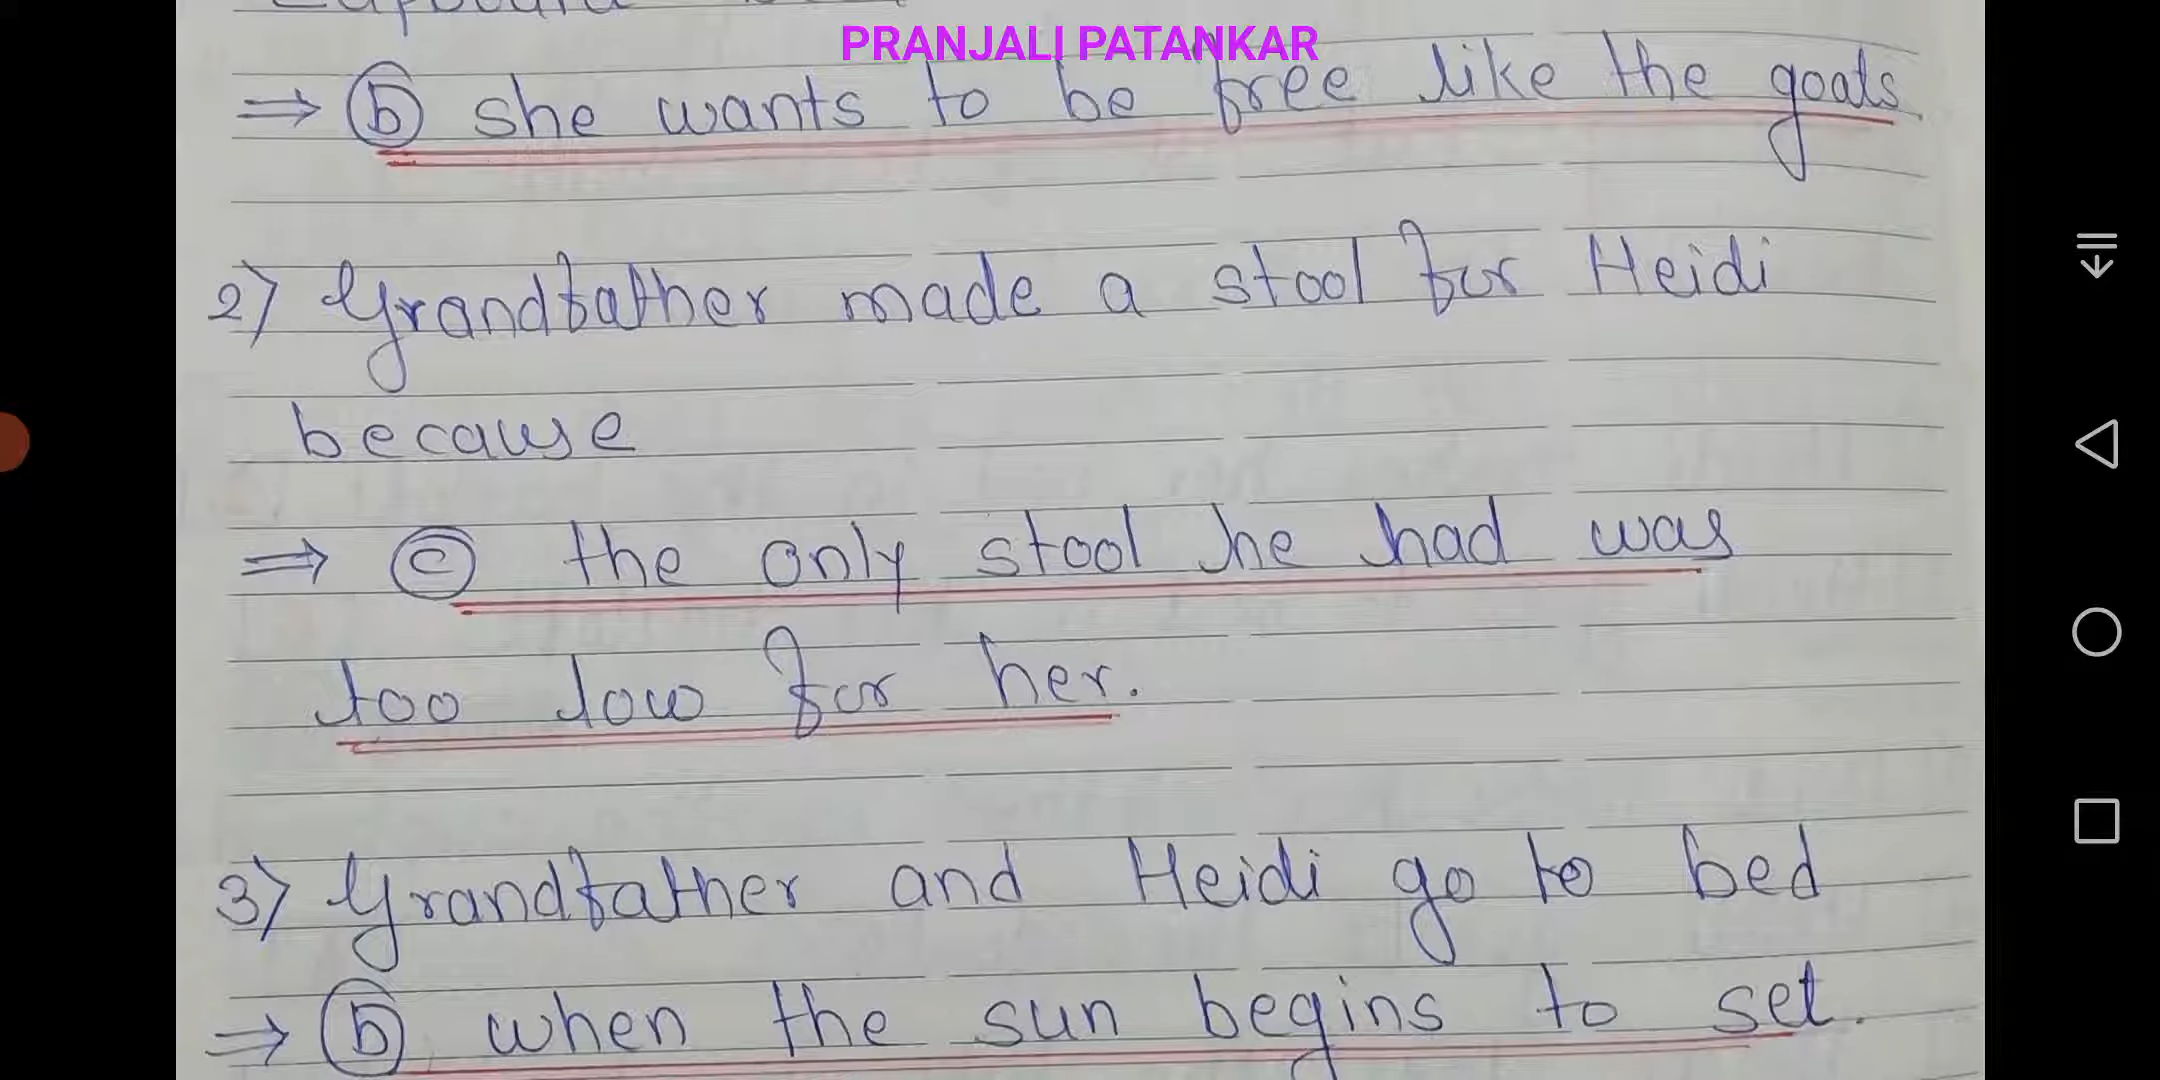 PRANJALI PATANKAR
⇒ (b) she wants to be free like the goats
2) Grandfather made a stool for Heidi
because
⇒ (c) the only stool he had was
too low for her.
3) Grandfather and Heidi go to bed
⇒ (b) when the sun begins to set.